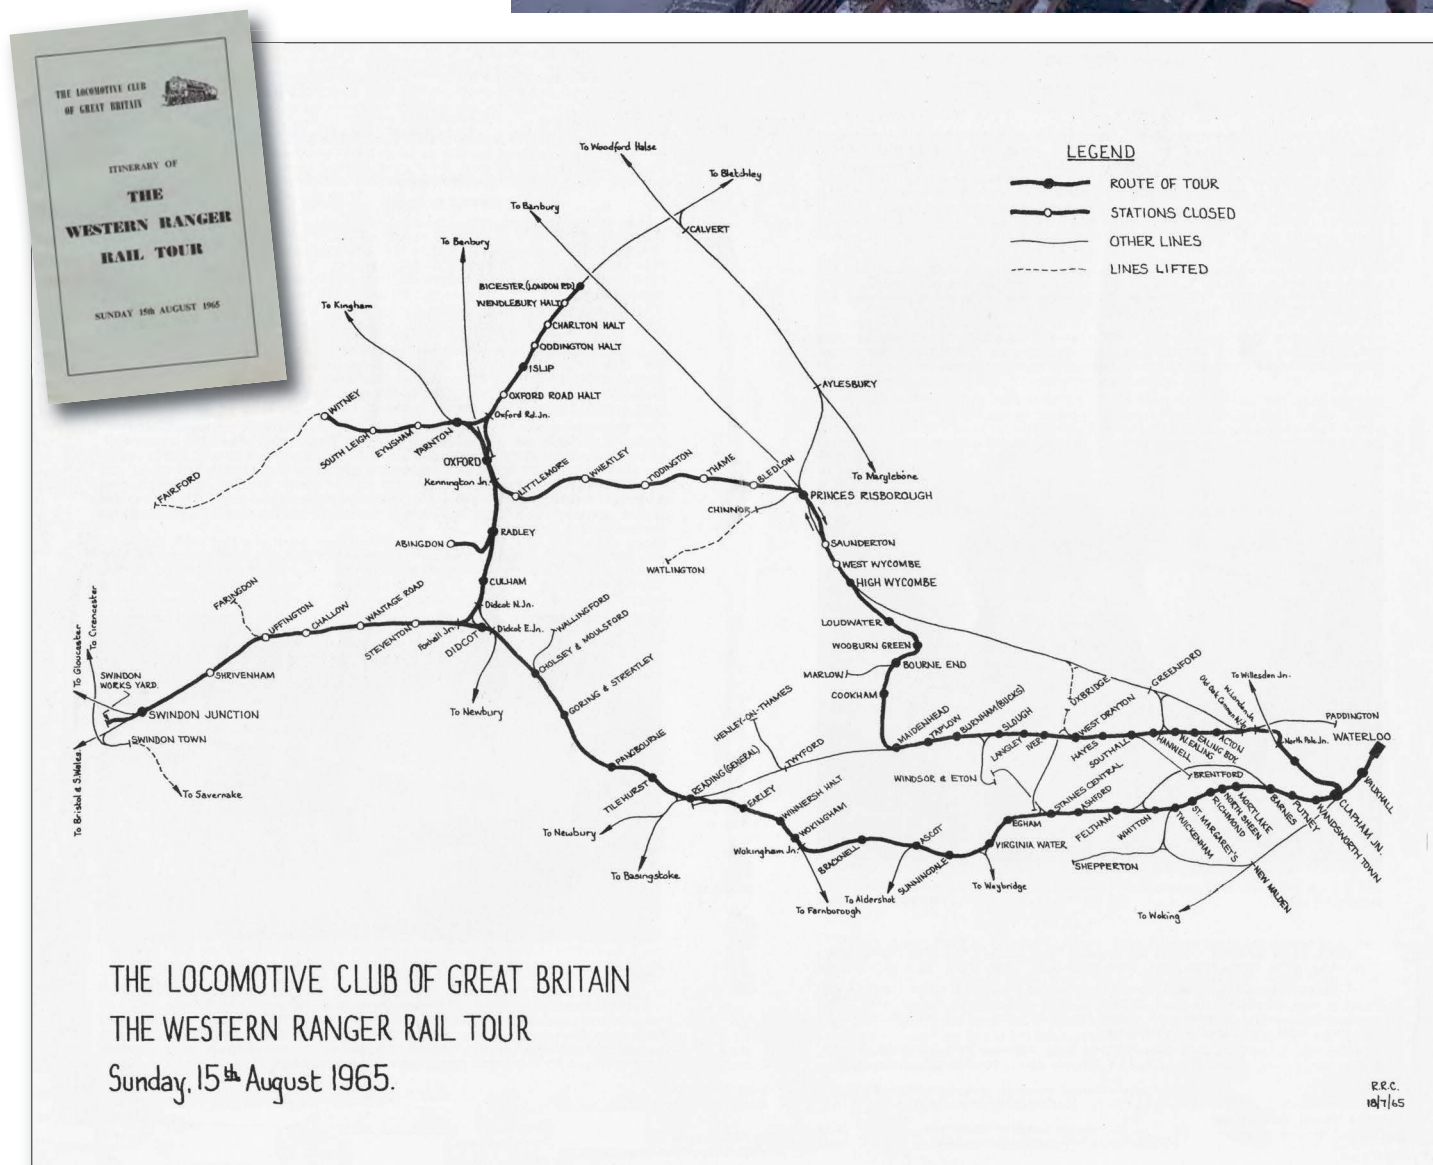 THE LOCOMOTIVE CLUB
OF GREAT BRITAIN
ITINERARY OF
THE
WESTERN RANGER
RAIL TOUR
SUNDAY 15th AUGUST 1965
LEGEND
ROUTE OF TOUR
STATIONS CLOSED
OTHER LINES
LINES LIFTED
To Woodford Halse
To Bletchley
To Banbury
CALVERT
To Banbury
BICESTER (LONDON RD)
WENDLEBURY HALT
To Kingham
CHARLTON HALT
ODDINGTON HALT
ISLIP
AYLESBURY
OXFORD ROAD HALT
WITNEY
Oxford Rd. Jn.
SOUTH LEIGH
EYNSHAM
YARNTON
OXFORD
Kennington Jn.
LITTLEMORE
WHEATLEY
TIDDINGTON
THAME
BLEDLOW
To Marylebone
FAIRFORD
PRINCES RISBOROUGH
CHINNOR
RADLEY
ABINGDON
SAUNDERTON
WATLINGTON
WEST WYCOMBE
CULHAM
HIGH WYCOMBE
Didcot N. Jn.
FARINGDON
UFFINGTON
CHALLOW
WANTAGE ROAD
STEVENTON
Foxhall Jn.
DIDCOT
Didcot E. Jn.
WALLINGFORD
CHOLSEY & MOULSFORD
LOUDWATER
WOOBURN GREEN
BOURNE END
MARLOW
COOKHAM
To Gloucester
To Cirencester
SWINDON
WORKS YARD.
SHRIVENHAM
SWINDON JUNCTION
SWINDON TOWN
To Bristol & S. Wales
To Savernake
To Newbury
GORING & STREATLEY
PANGBOURNE
TILEHURST
READING (GENERAL)
HENLEY-ON-THAMES
TWYFORD
MAIDENHEAD
TAPLOW
BURNHAM (BUCKS)
SLOUGH
LANGLEY
IVER
UXBRIDGE
WEST DRAYTON
HAYES
SOUTHALL
GREENFORD
HANWELL
W. EALING
EALING BDY.
ACTON
Old Oak Common
W. London Jn.
To Willesden Jn.
North Pole Jn.
PADDINGTON
WATERLOO
WINDSOR & ETON
BRENTFORD
VAUXHALL
CLAPHAM JN.
WANDSWORTH TOWN
PUTNEY
BARNES
MORTLAKE
NORTH SHEEN
RICHMOND
ST. MARGARET'S
TWICKENHAM
WHITTON
FELTHAM
ASHFORD
STAINES CENTRAL
EGHAM
VIRGINIA WATER
SUNNINGDALE
ASCOT
BRACKNELL
Wokingham Jn.
WOKINGHAM
WINNERSH HALT
EARLEY
To Newbury
To Basingstoke
To Farnborough
To Aldershot
To Weybridge
SHEPPERTON
NEW MALDEN
To Woking
THE LOCOMOTIVE CLUB OF GREAT BRITAIN
THE WESTERN RANGER RAIL TOUR
Sunday, 15th August 1965.
R.R.C.
18/7/65